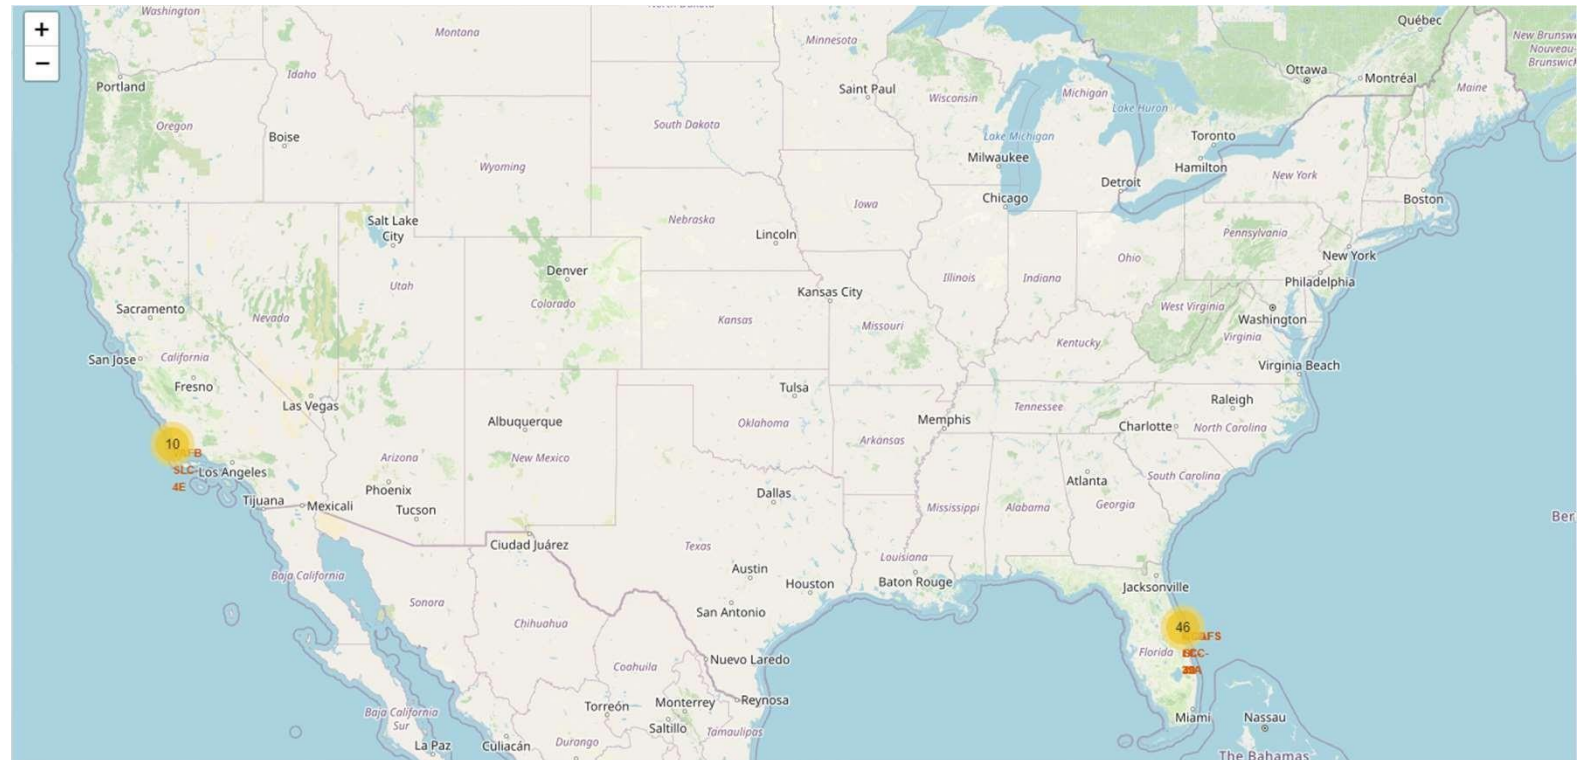 Washington
Québec
+
Montana
Minnesota
New Brunsw
Nouveau-
Brunswick
−
Ottawa
Montréal
Idaho
Portland
Saint Paul
Wisconsin
Michigan
Maine
Lake Huron
Oregon
South Dakota
Boise
Lake Michigan
Toronto
Milwaukee
Wyoming
Hamilton
New York
Detroit
Chicago
Boston
Iowa
Salt Lake
City
Nebraska
Lincoln
Pennsylvania
New York
Ohio
Denver
Utah
Illinois
Indiana
Philadelphia
Colorado
Kansas City
Sacramento
Nevada
Kansas
Missouri
West Virginia
Washington
Virginia
Kentucky
San Jose
California
Virginia Beach
Fresno
Tulsa
Las Vegas
Raleigh
Tennessee
Albuquerque
Oklahoma
Memphis
Charlotte
North Carolina
10
Arkansas
Arizona
New Mexico
SLC-
Los Angeles
4E
Phoenix
Dallas
Atlanta
South Carolina
Tijuana
Mexicali
Tucson
Mississippi
Alabama
Georgia
Ber
Ciudad Juárez
Texas
Louisiana
Baja California
Austin
Houston
Baton Rouge
Jacksonville
Sonora
San Antonio
Chihuahua
46
Florida
Coahuila
Nuevo Laredo
Torreón
Monterrey
Reynosa
Baja California
Sur
Saltillo
Tamaulipas
Miami
Nassau
La Paz
Culiacán
Durango
The Bahamas